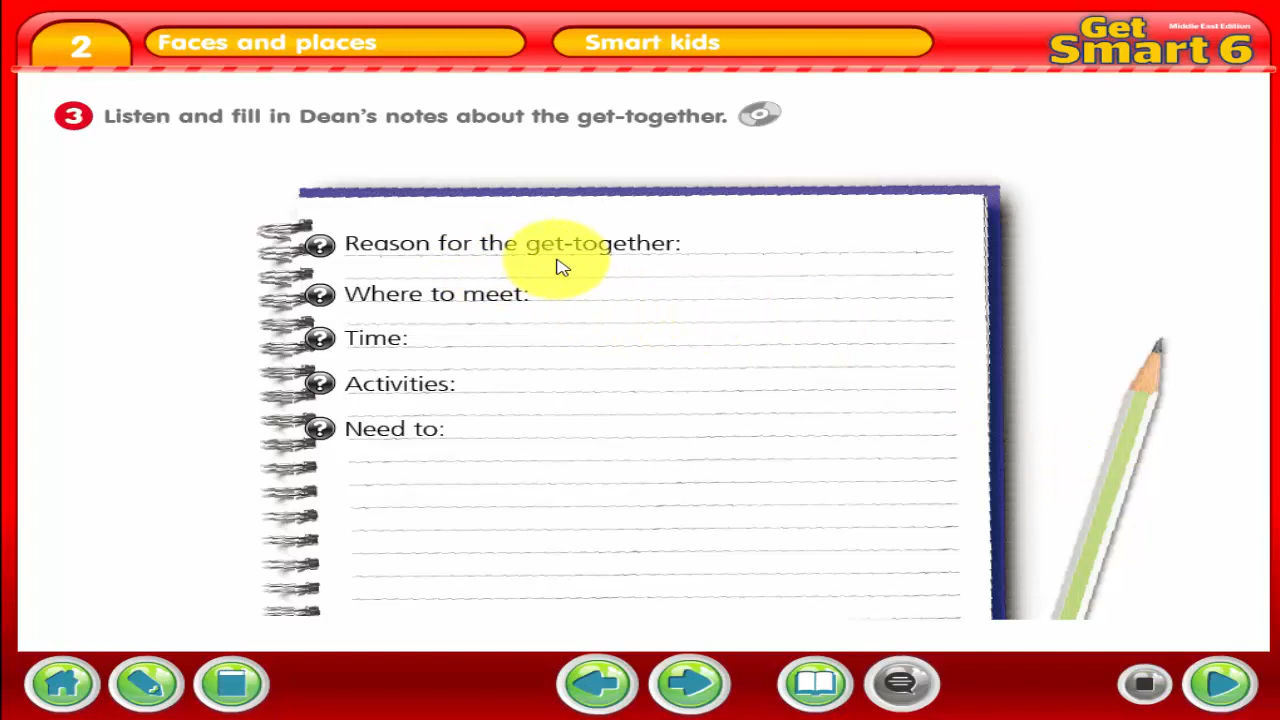 2
Faces and places
Smart kids
Middle East Edition
Get
Smart 6
3 Listen and fill in Dean's notes about the get-together.
? Reason for the get-together:
? Where to meet:
? Time:
? Activities:
? Need to: